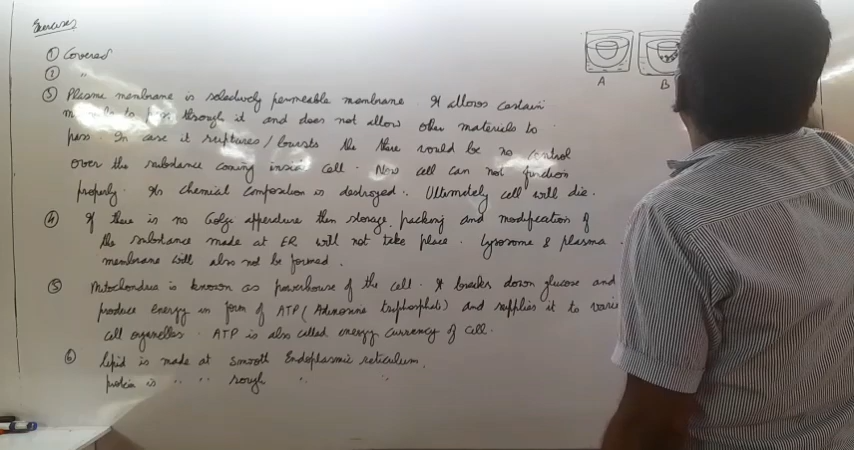 Exercises
① Covered
② "
③ Plasma membrane is selectively permeable membrane. It allows certain
to pass through it and does not allow other materials to
pass. In case it ruptures / bursts the there would be no control
over the substance coming inside cell. Now cell can not function
properly. Its chemical composition is destroyed. Ultimately cell will die.
④ If there is no Golgi apperature then storage, packing and modification of
the substance made at ER will not take place. Lysosome & plasma
membrane will also not be formed.
⑤ Mitochondria is known as powerhouse of the cell. It breaks down glucose and
produce energy in form of ATP (Adinosine triphosphate) and supplies it to
cell organelles. ATP is also called energy currency of cell.
⑥ Lipid is made at Smooth Endoplasmic reticulum.
protein is " " rough " "
A B